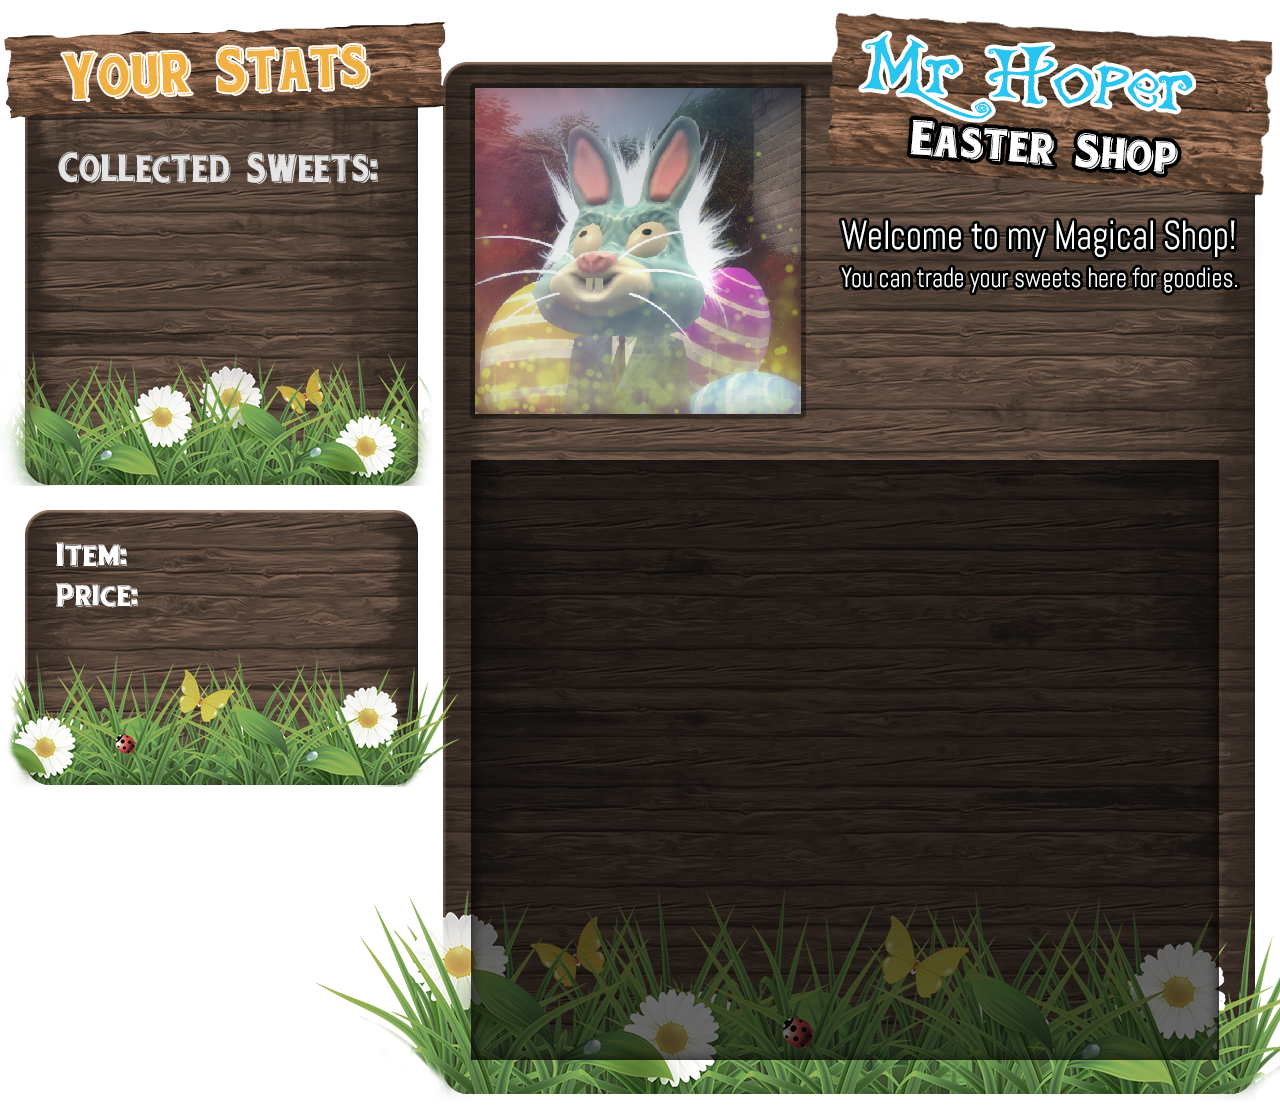 Your Stats
Collected Sweets:
Item:
Price:
Mr. Hoper
Easter Shop
Welcome to my Magical Shop!
You can trade your sweets here for goodies.